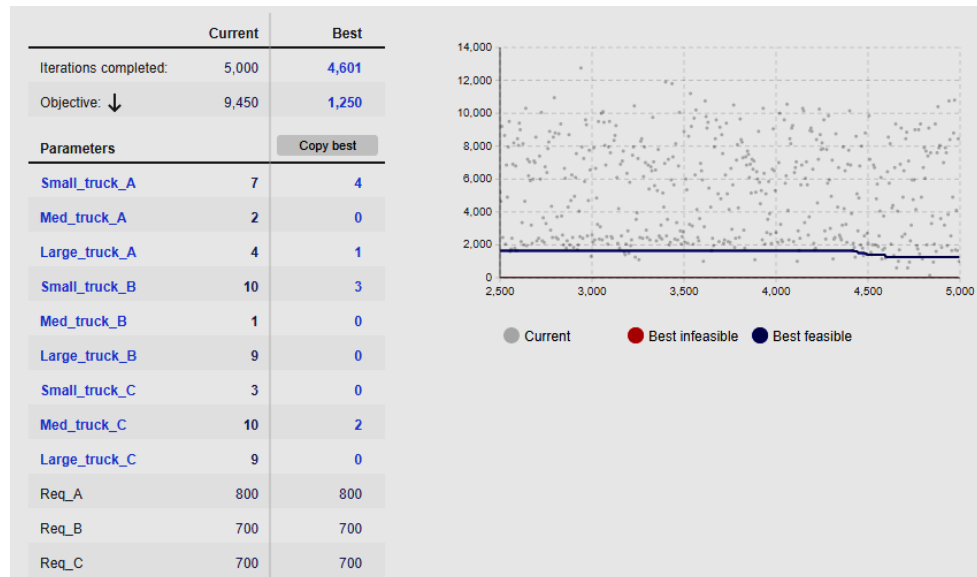 Current Best
Iterations completed: 5,000 4,601
Objective: ↓ 9,450 1,250
Parameters Copy best
Small_truck_A 7 4
Med_truck_A 2 0
Large_truck_A 4 1
Small_truck_B 10 3
Med_truck_B 1 0
Large_truck_B 9 0
Small_truck_C 3 0
Med_truck_C 10 2
Large_truck_C 9 0
Req_A 800 800
Req_B 700 700
Req_C 700 700
14,000
12,000
10,000
8,000
6,000
4,000
2,000
0
2,500 3,000 3,500 4,000 4,500 5,000
Current Best infeasible Best feasible